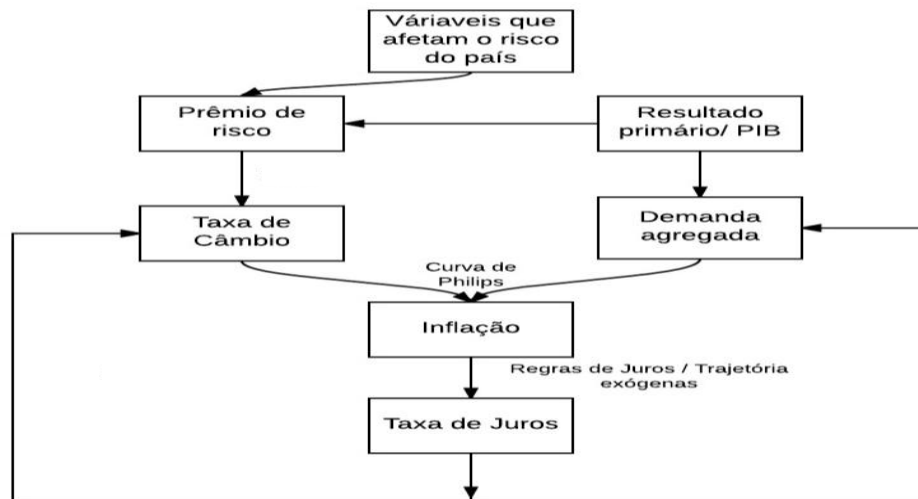 Váriaveis que
afetam o risco
do país
Prêmio de
risco
Resultado
primário/ PIB
Taxa de
Câmbio
Demanda
agregada
Curva de
Philips
Inflação
Regras de Juros / Trajetória
exógenas
Taxa de Juros